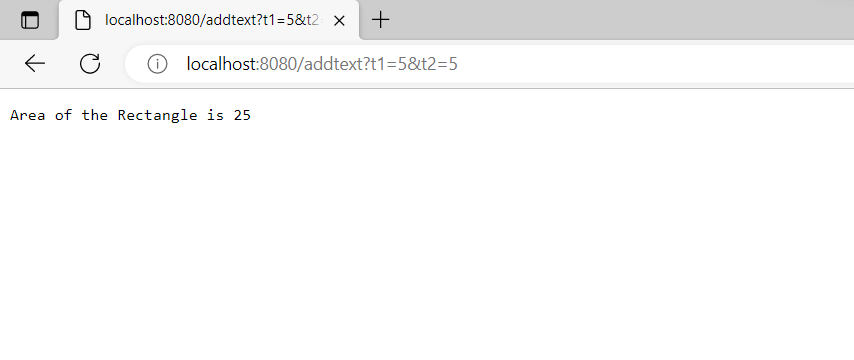 localhost:8080/addtext?t1=5&t2
localhost:8080/addtext?t1=5&t2=5
Area of the Rectangle is 25